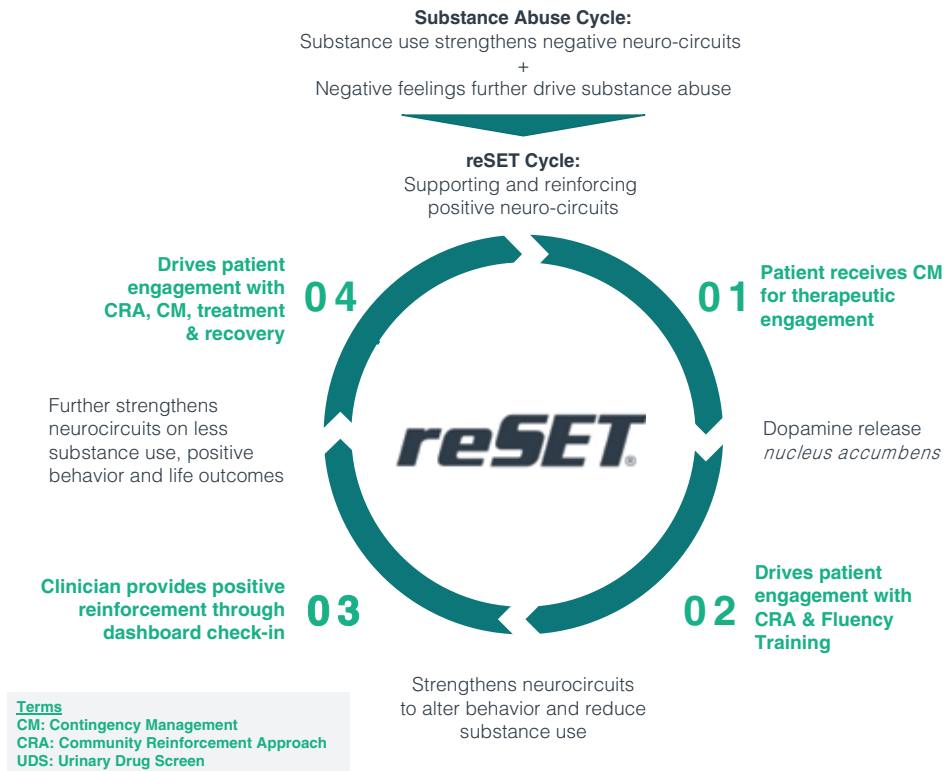 Substance Abuse Cycle:
Substance use strengthens negative neuro-circuits
+
Negative feelings further drive substance abuse
reSET Cycle:
Supporting and reinforcing
positive neuro-circuits
01
Patient receives CM
for therapeutic
engagement
Dopamine release
nucleus accumbens
02
Drives patient
engagement with
CRA & Fluency
Training
Strengthens neurocircuits
to alter behavior and reduce
substance use
03
Clinician provides positive
reinforcement through
dashboard check-in
Further strengthens
neurocircuits on less
substance use, positive
behavior and life outcomes
04
Drives patient
engagement with
CRA, CM, treatment
& recovery
reSET®
Terms
CM: Contingency Management
CRA: Community Reinforcement Approach
UDS: Urinary Drug Screen